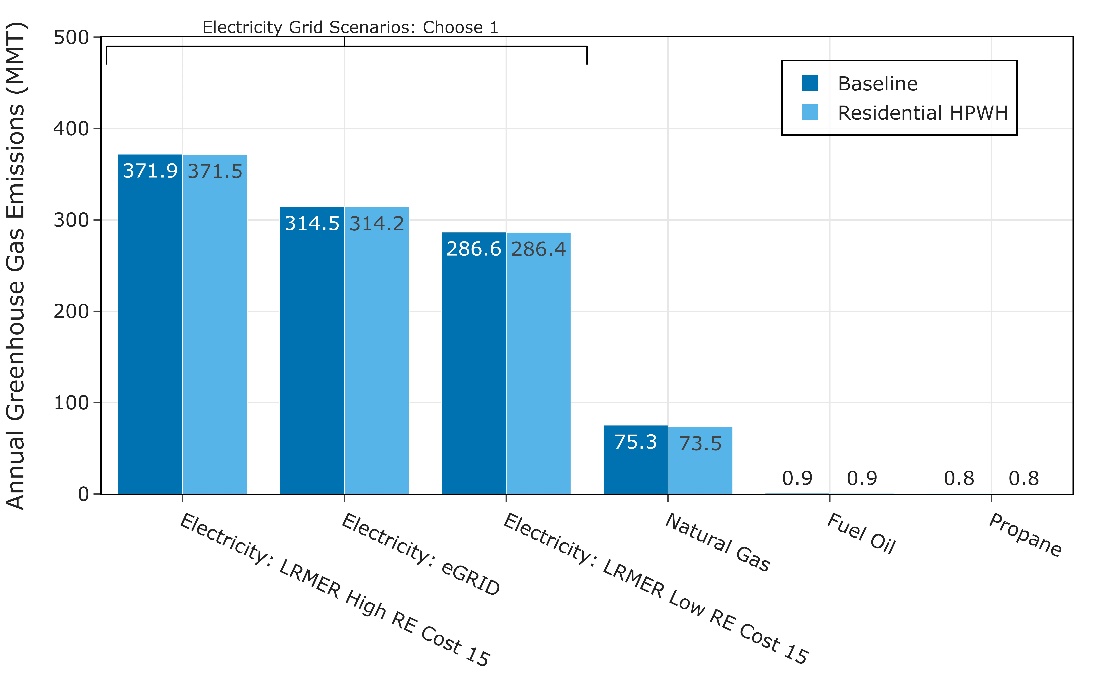 Electricity Grid Scenarios: Choose 1
Annual Greenhouse Gas Emissions (MMT)
500
400
300
200
100
0
Baseline
Residential HPWH
371.9 371.5
314.5 314.2
286.6 286.4
75.3 73.5
0.9 0.9
0.8 0.8
Electricity: LRMER High RE Cost 15
Electricity: eGRID
Electricity: LRMER Low RE Cost 15
Natural Gas
Fuel Oil
Propane